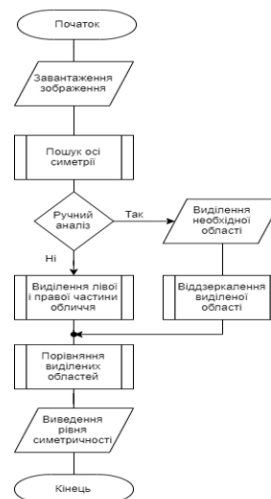 Початок
Завантаження
зображення
Пошук осі
симетрії
Ручний
аналіз
Так
Виділення
необхідної
області
Ні
Виділення лівої
і правої частини
обличчя
Віддзеркалення
виділеної
області
Порівняння
виділених
областей
Виведення
рівня
симетричності
Кінець